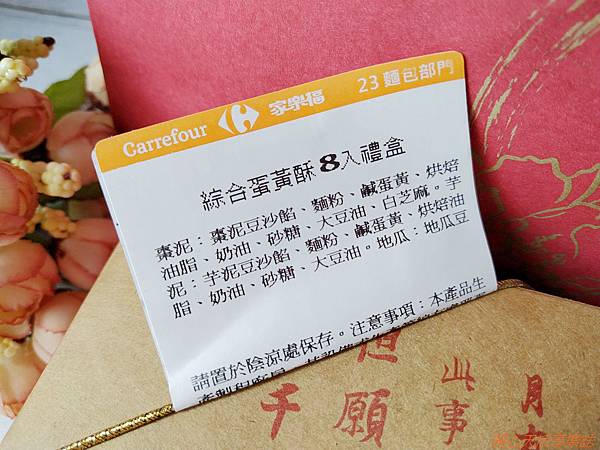 Carrefour 家樂福 23 麵包部門
綜合蛋黃酥8入禮盒
棗泥：棗泥豆沙餡、麵粉、鹹蛋黃、烘焙
油脂、奶油、砂糖、大豆油、白芝麻。芋
泥：芋泥豆沙餡、麵粉、鹹蛋黃、烘焙油
脂、奶油、砂糖、大豆油。地瓜：地瓜豆
請置於陰涼處保存。注意事項：本產品生
但願
千
此事
月